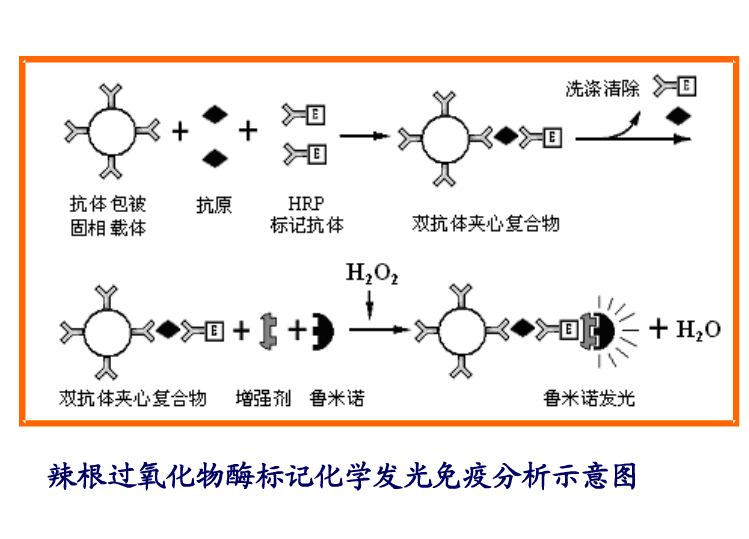 洗涤清除
E
E
E
E
抗体包被
固相载体
抗原
HRP
标记抗体
双抗体夹心复合物
H₂O₂
E
E
H₂O
双抗体夹心复合物
增强剂
鲁米诺
鲁米诺发光
辣根过氧化物酶标记化学发光免疫分析示意图